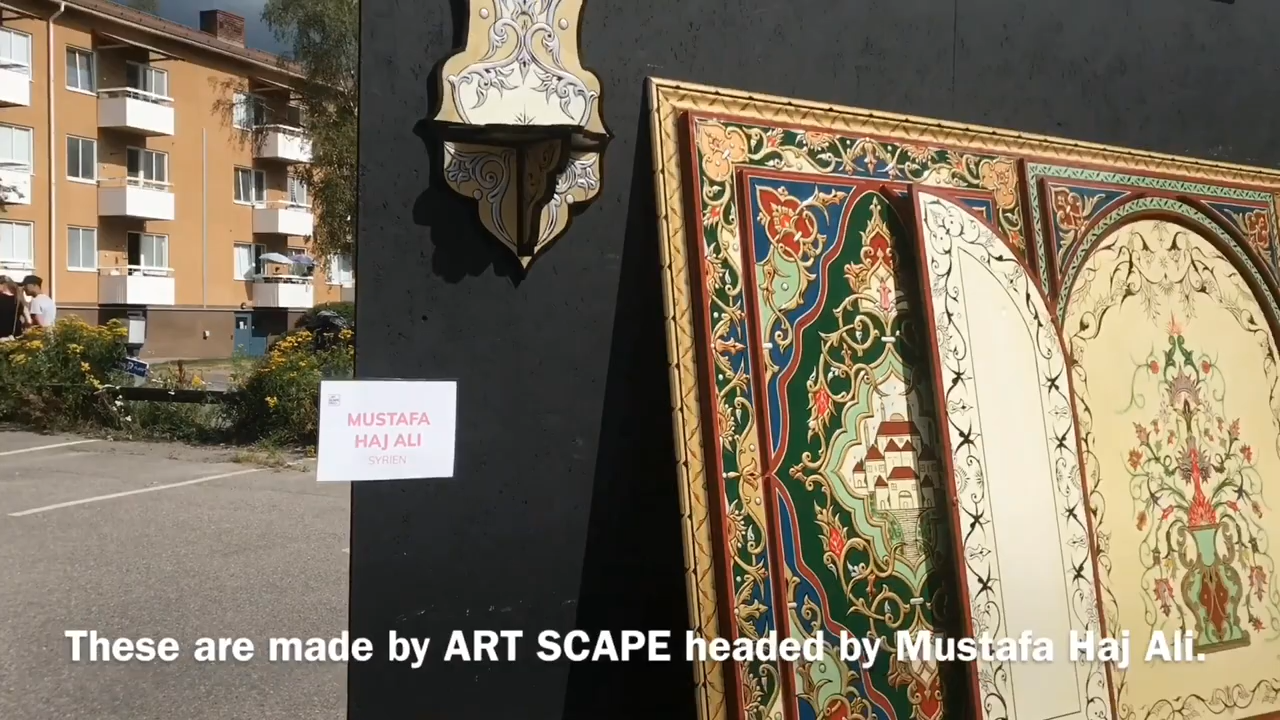 MUSTAFA
HAJ ALI
SYRIEN
These are made by ART SCAPE headed by Mustafa Haj Ali.